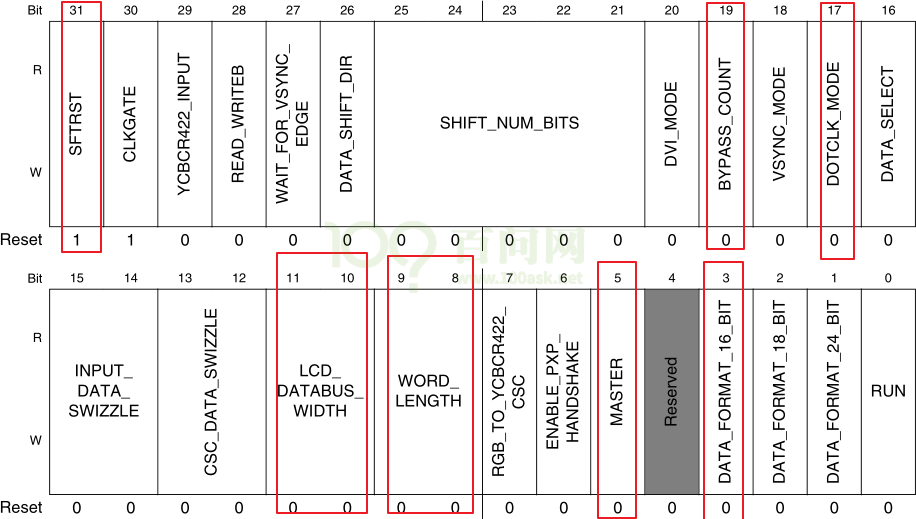 Bit 31 30 29 28 27 26 25 24 23 22 21 20 19 18 17 16
R
W
SFTRST
CLKGATE
YCBCR422_INPUT
READ_WRITEB
WAIT_FOR_VSYNC_
EDGE
DATA_SHIFT_DIR
SHIFT_NUM_BITS
DVI_MODE
BYPASS_COUNT
VSYNC_MODE
DOTCLK_MODE
DATA_SELECT
Reset 1 1 0 0 0 0 0 0 0 0 0 0 0 0 0 0
100?
百问网
www.100ask.net
Bit 15 14 13 12 11 10 9 8 7 6 5 4 3 2 1 0
R
W
INPUT_
DATA_
SWIZZLE
CSC_DATA_SWIZZLE
LCD_
DATABUS_
WIDTH
WORD_
LENGTH
RGB_TO_YCBCR422_
CSC
ENABLE_PXP_
HANDSHAKE
MASTER
Reserved
DATA_FORMAT_16_BIT
DATA_FORMAT_18_BIT
DATA_FORMAT_24_BIT
RUN
Reset 0 0 0 0 0 0 0 0 0 0 0 0 0 0 0 0